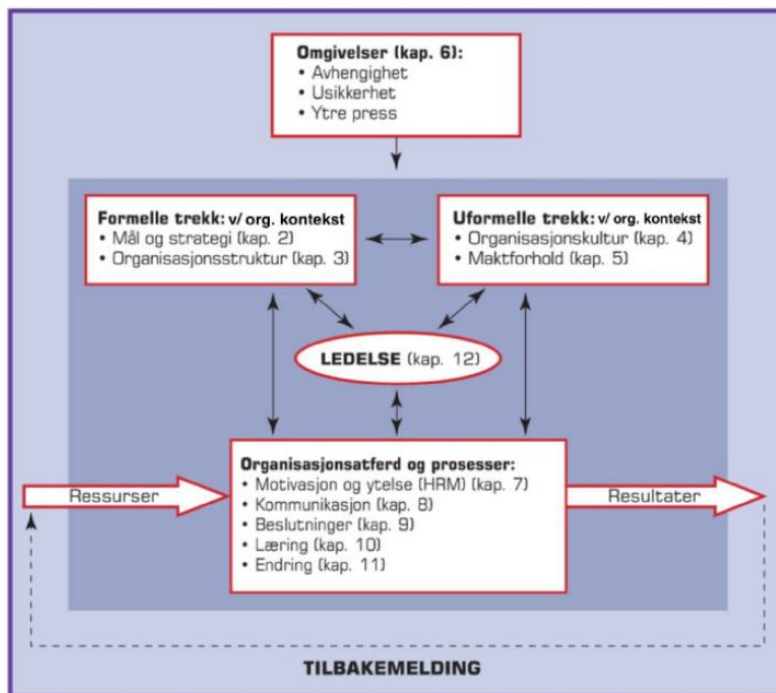 Omgivelser (kap. 6):
• Avhengighet
• Usikkerhet
• Ytre press
Formelle trekk: v/ org. kontekst
• Mål og strategi (kap. 2)
• Organisasjonsstruktur (kap. 3)
Uformelle trekk: v/ org. kontekst
• Organisasjonskultur (kap. 4)
• Maktforhold (kap. 5)
LEDELSE (kap. 12)
Organisasjonsatferd og prosesser:
• Motivasjon og ytelse (HRM) (kap. 7)
• Kommunikasjon (kap. 8)
• Beslutninger (kap. 9)
• Læring (kap. 10)
• Endring (kap. 11)
Ressurser
Resultater
TILBAKEMELDING